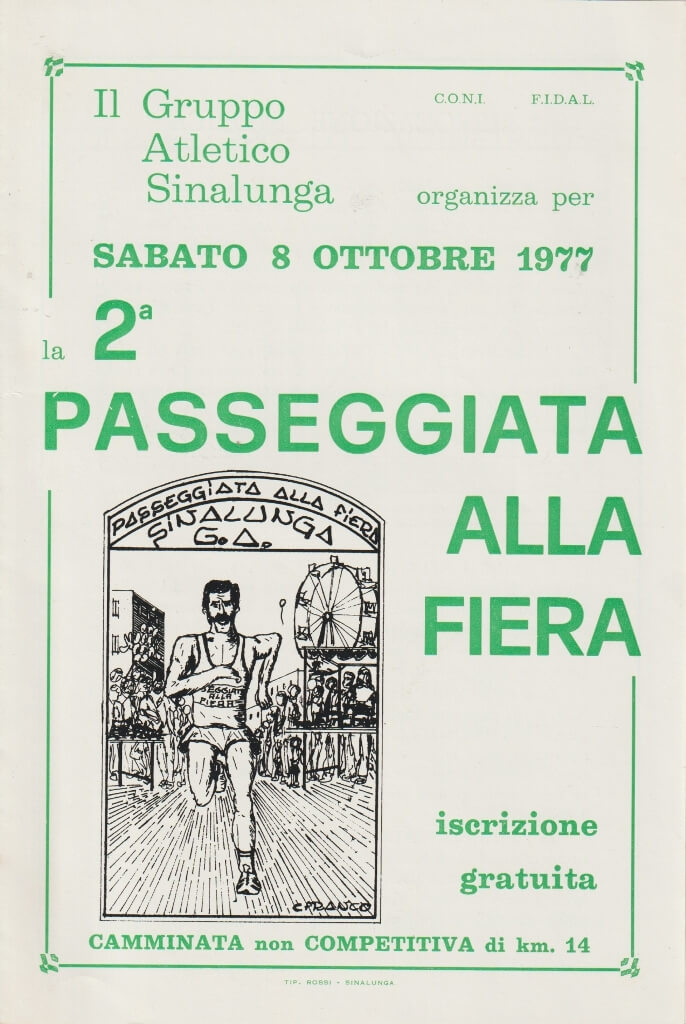 Il Gruppo
Atletico
Sinalunga
C.O.N.I. F.I.D.A.L.
organizza per
SABATO 8 OTTOBRE 1977
la 2ª
PASSEGGIATA
ALLA
FIERA
PASSEGGIATA ALLA FIERA
SINALUNGA
G.A.
SEGGIAT
ALLA
FIERA
C FRANCO
iscrizione
gratuita
CAMMINATA non COMPETITIVA di km. 14
TIP. ROSSI - SINALUNGA